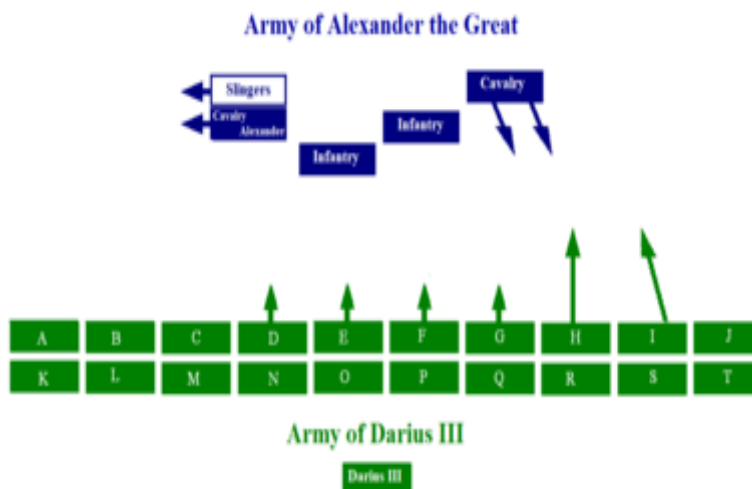 Army of Alexander the Great
Slingers
Cavalry
Cavalry
Alexander
Infantry
Infantry
A B C D E F G H I J
K L M N O P Q R S T
Army of Darius III
Darius III